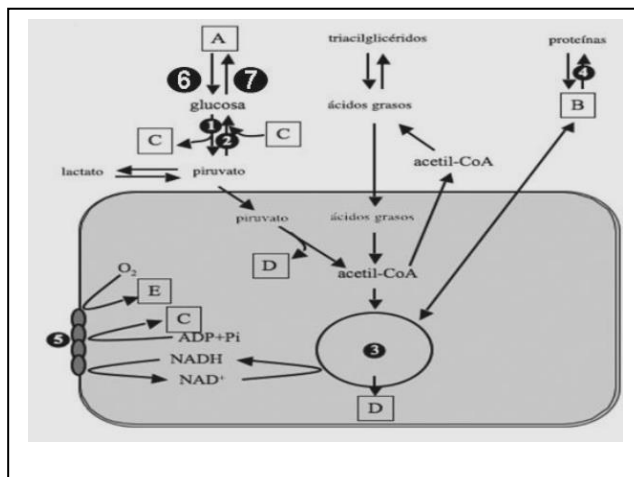 A triacilglicéridos proteínas
6 7 4
glucosa ácidos grasos B
1
C 2 C
acetil-CoA
lactato piruvato
piruvato ácidos grasos
D acetil-CoA
O₂
E
C
5 ADP+Pi 3
NADH
NAD⁺
D